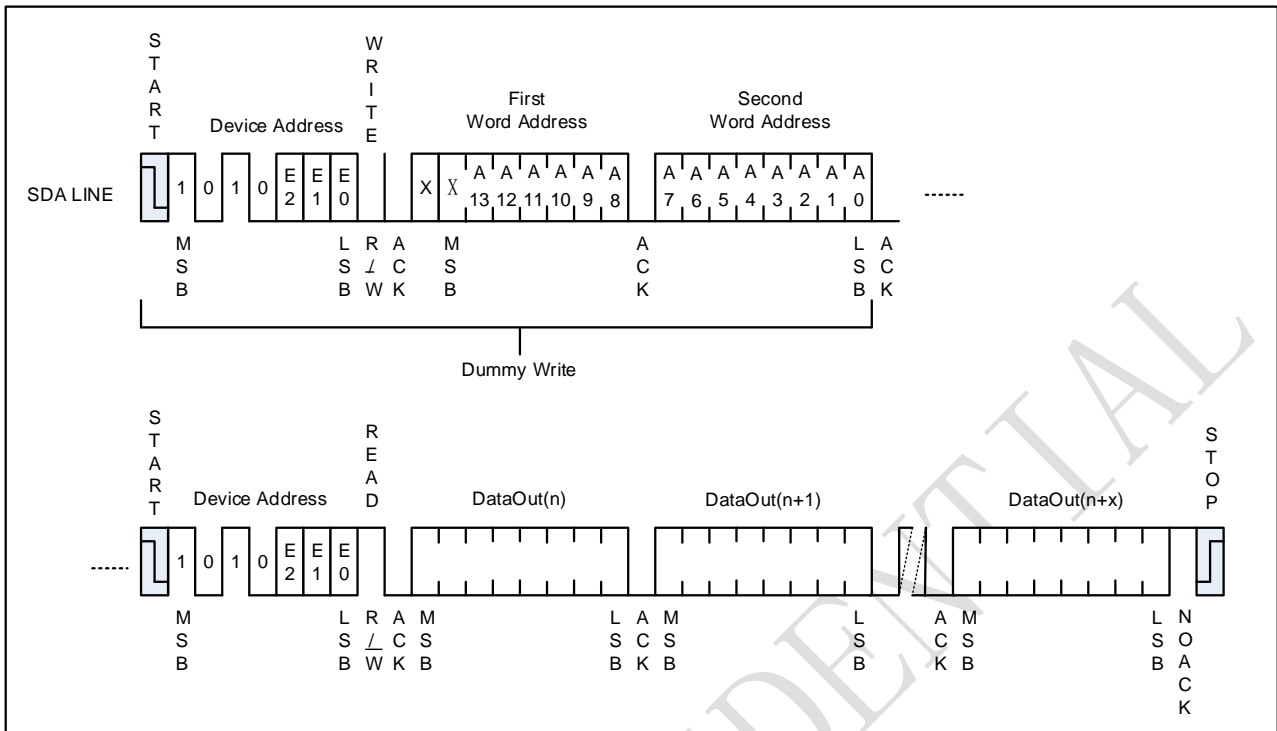 START
WRITE
First
Word Address
Second
Word Address
Device Address
SDA LINE
1 0 1 0 E2 E1 E0
X X A13 A12 A11 A10 A9 A8
A7 A6 A5 A4 A3 A2 A1 A0
......
MSB
LSB
R/W
ACK
MSB
ACK
LSB
ACK
Dummy Write
START
READ
STOP
Device Address
DataOut(n)
DataOut(n+1)
DataOut(n+x)
......
1 0 1 0 E2 E1 E0
MSB
LSB
R/W
ACK
MSB
LSB
ACK
MSB
LSB
ACK
MSB
LSB
NOACK
IDENTIAL